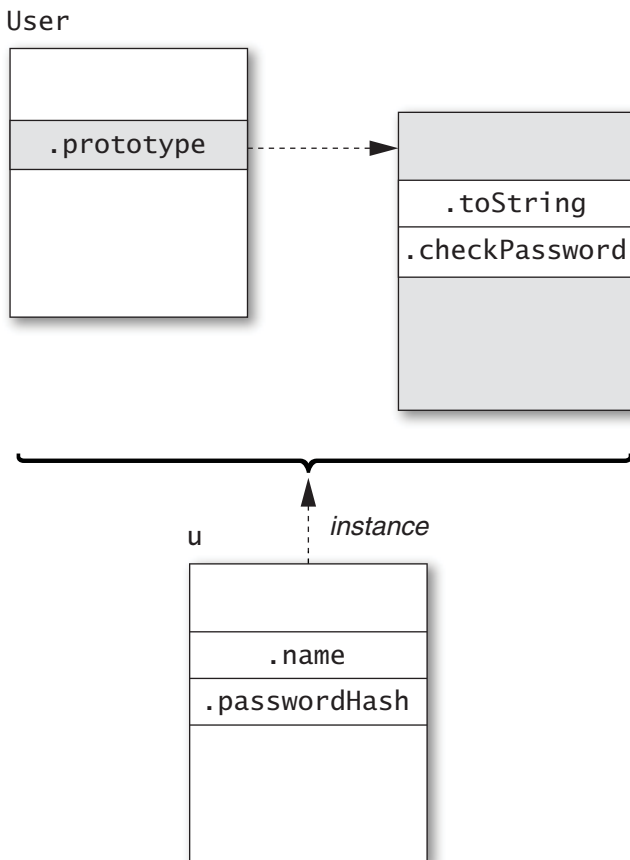 User
.prototype
.toString
.checkPassword
instance
u
.name
.passwordHash